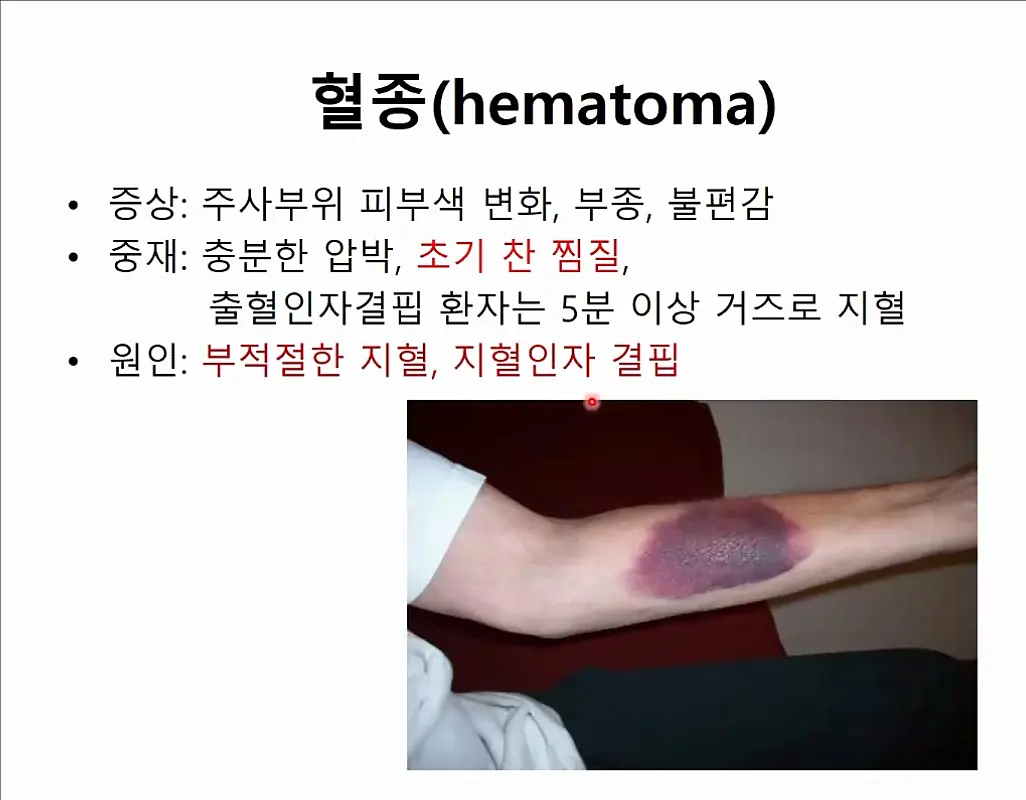 혈종(hematoma)
• 증상: 주사부위 피부색 변화, 부종, 불편감
• 중재: 충분한 압박, 초기 찬 찜질,
출혈인자결핍 환자는 5분 이상 거즈로 지혈
• 원인: 부적절한 지혈, 지혈인자 결핍